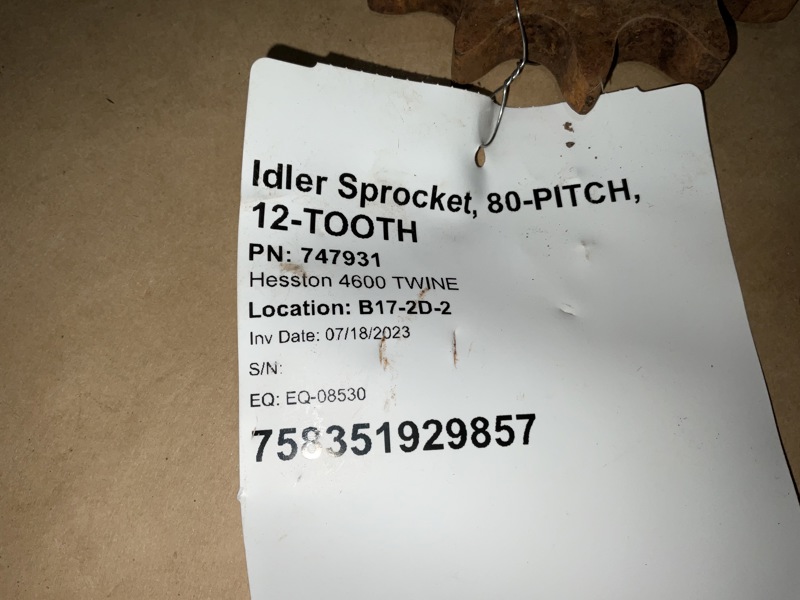 Idler Sprocket, 80-PITCH,
12-TOOTH
PN: 747931
Hesston 4600 TWINE
Location: B17-2D-2
Inv Date: 07/18/2023
S/N:
EQ: EQ-08530
758351929857